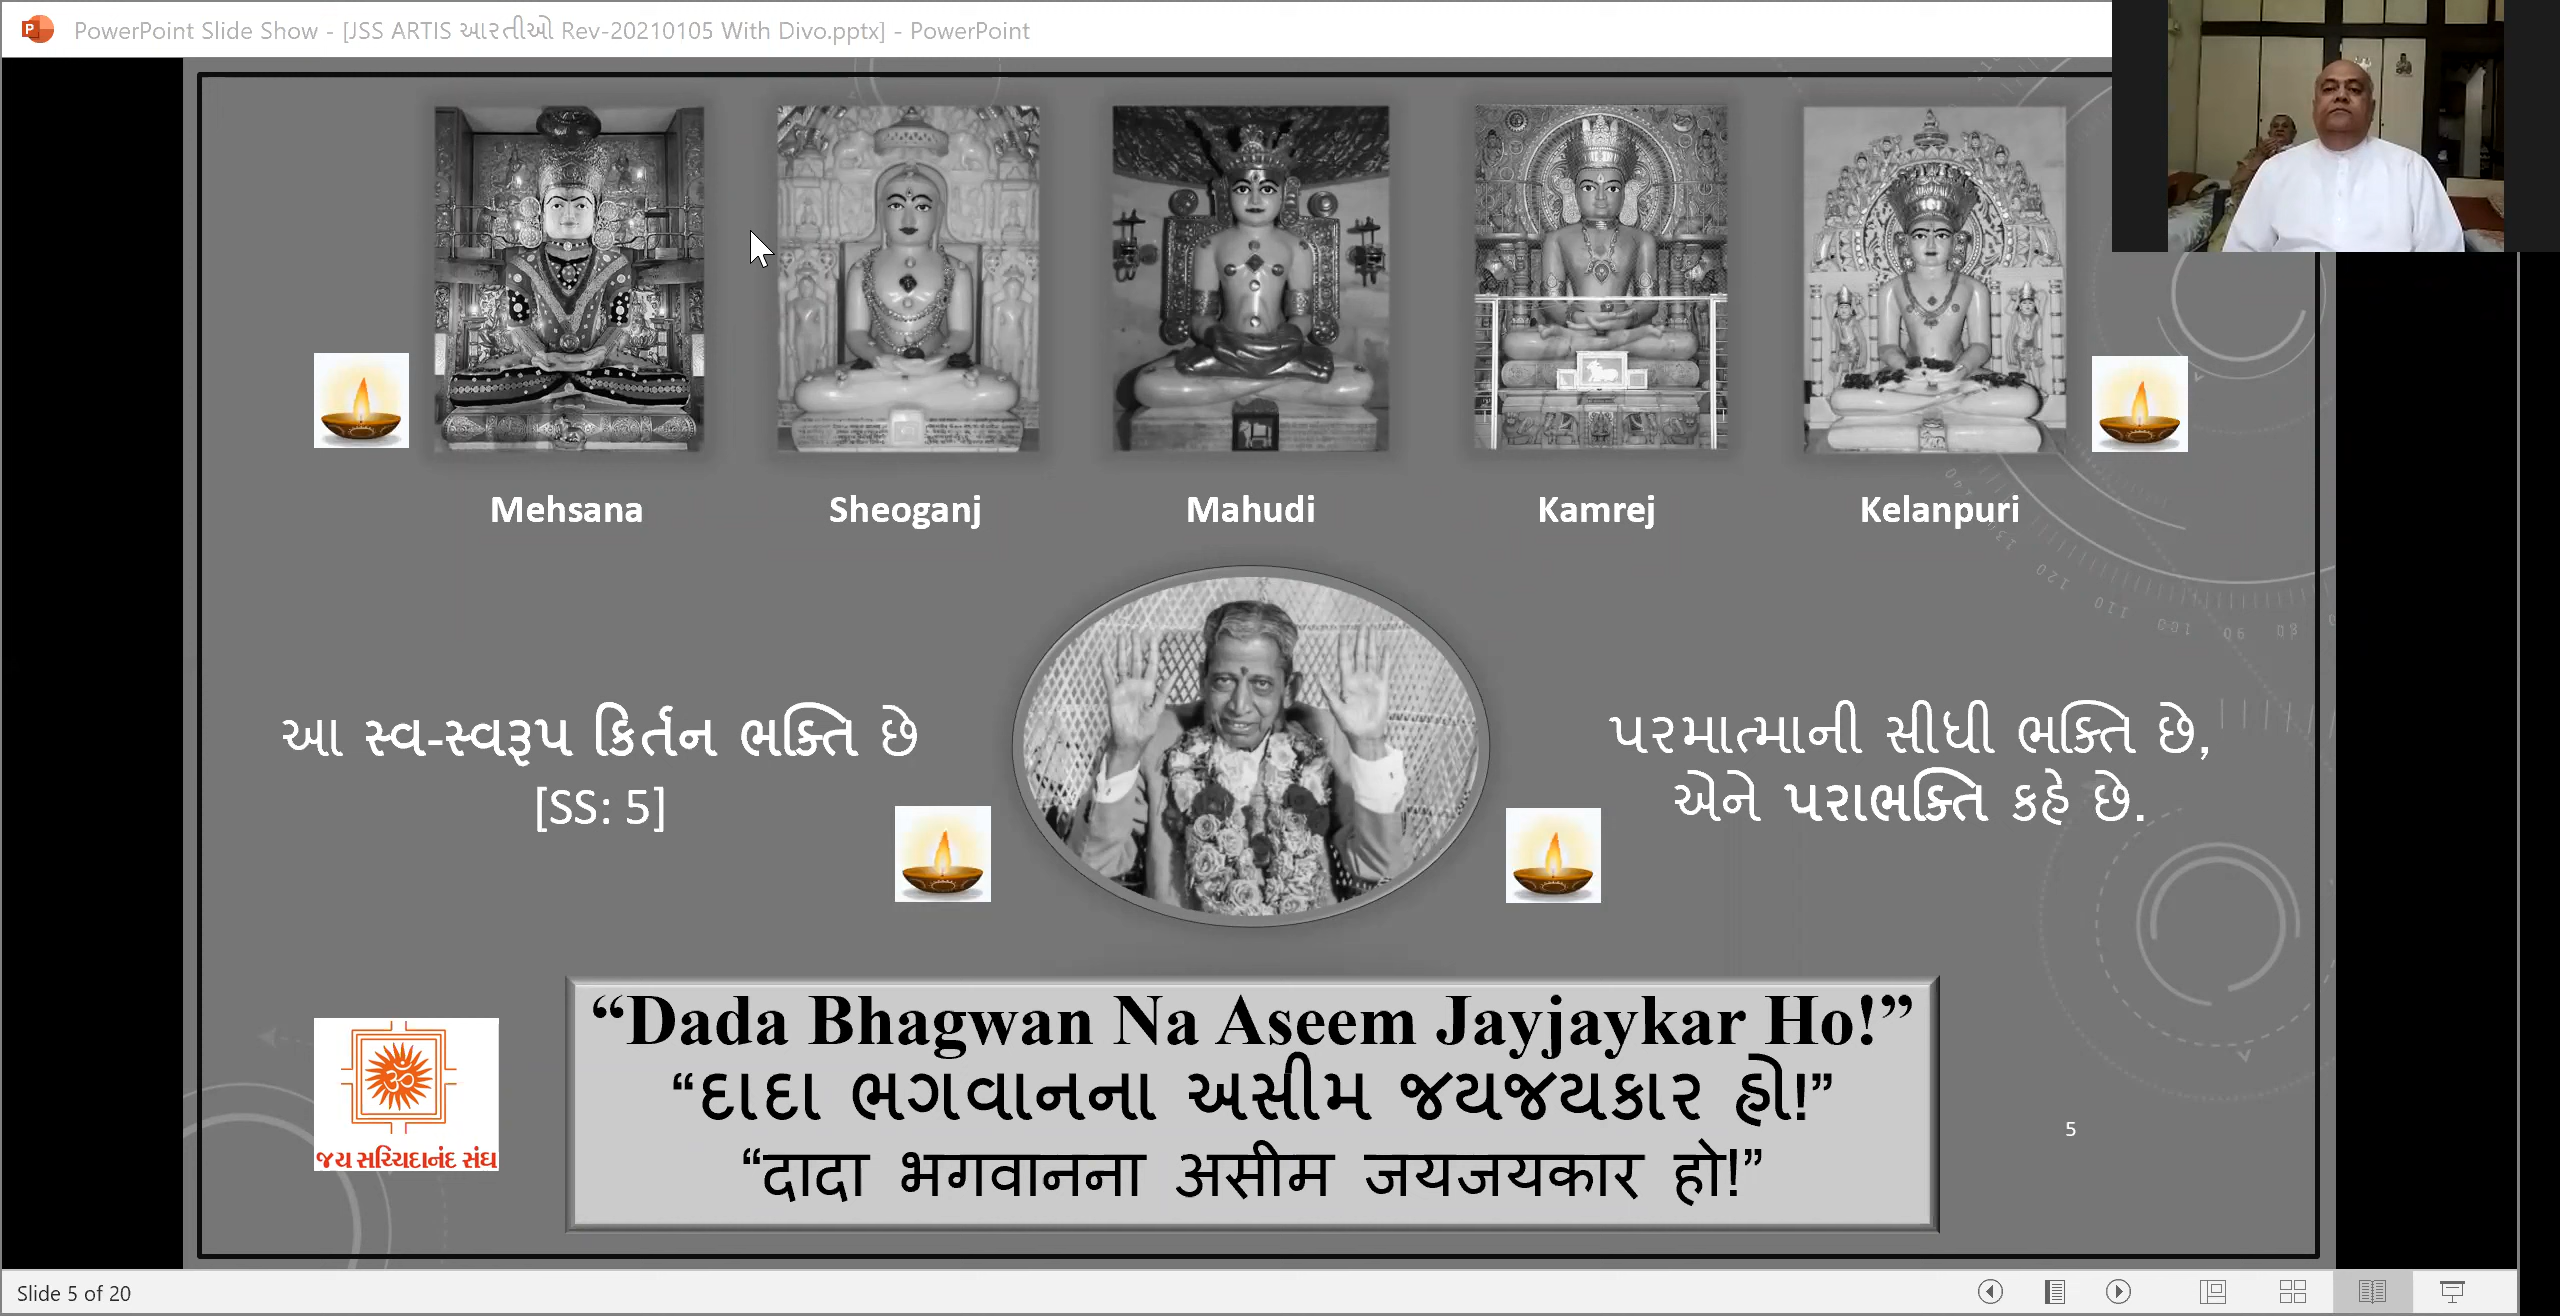 PowerPoint Slide Show - [JSS ARTIS આરતીઓ Rev-20210105 With Divo.pptx] - PowerPoint
Mehsana
Sheoganj
Mahudi
Kamrej
Kelanpuri
આ સ્વ-સ્વરૂપ કિર્તન ભક્તિ છે
[SS: 5]
પરમાત્માની સીધી ભક્તિ છે,
એને પરાભક્તિ કહે છે.
“Dada Bhagwan Na Aseem Jayjaykar Ho!”
“દાદા ભગવાનના અસીમ જયજયકાર હો!”
“दादा भगवानना असीम जयजयकार हो!”
જય સચ્ચિદાનંદ સંઘ
5
Slide 5 of 20